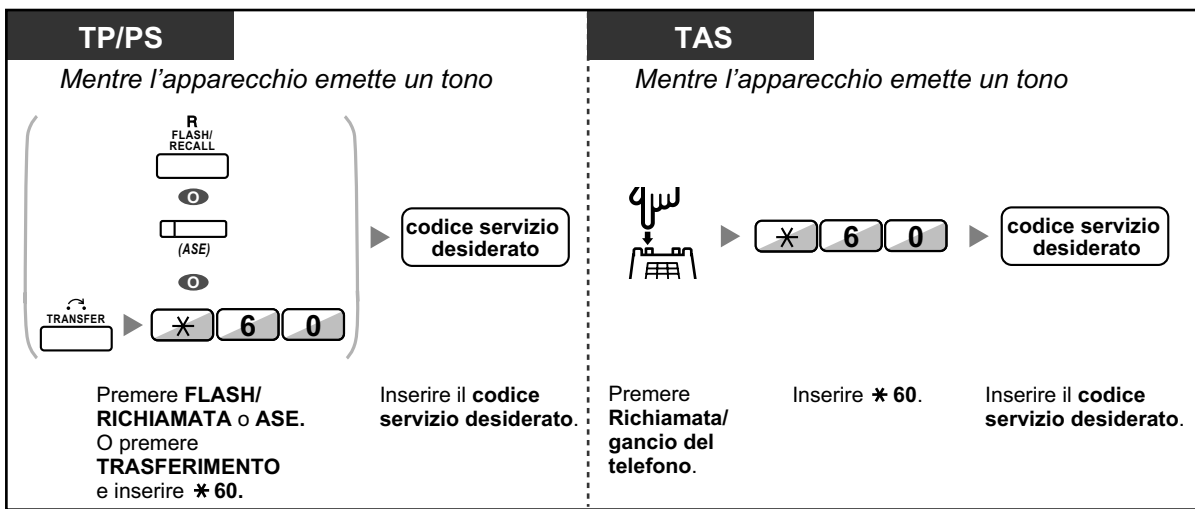 TP/PS
Mentre l'apparecchio emette un tono
R
FLASH/
RECALL
O
(ASE)
O
TRANSFER
* 6 0
codice servizio
desiderato
Premere FLASH/
RICHIAMATA o ASE.
O premere
TRASFERIMENTO
e inserire * 60.
Inserire il codice
servizio desiderato.
TAS
Mentre l'apparecchio emette un tono
* 6 0
codice servizio
desiderato
Premere
Richiamata/
gancio del
telefono.
Inserire * 60.
Inserire il codice
servizio desiderato.